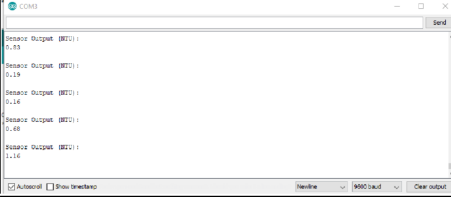 COM3
Send
Sensor Output (NTU):
0.83
Sensor Output (NTU):
0.19
Sensor Output (NTU):
0.16
Sensor Output (NTU):
0.68
Sensor Output (NTU):
1.16
Autoscroll Show timestamp Newline 9600 baud Clear output